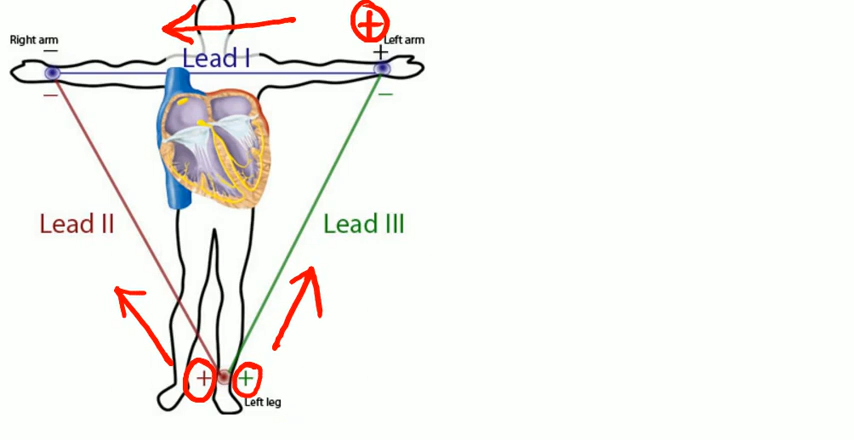 +
Right arm
Left arm
− +
Lead I
− −
Lead II
Lead III
+ +
Left leg